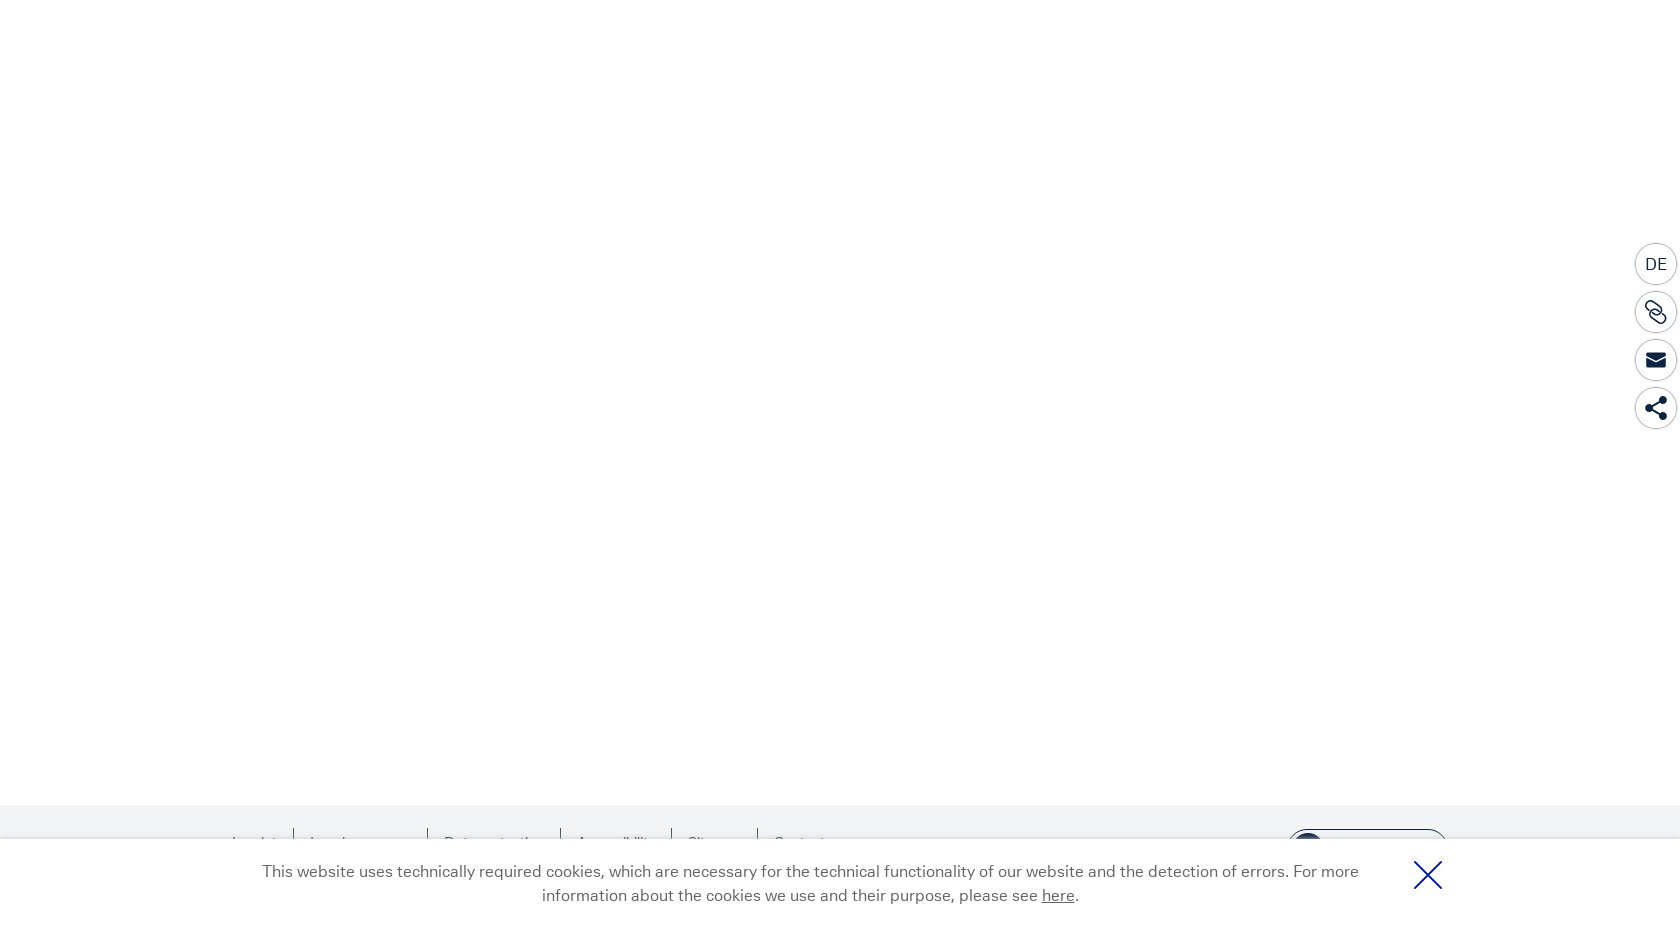 DE
This website uses technically required cookies, which are necessary for the technical functionality of our website and the detection of errors. For more
information about the cookies we use and their purpose, please see here.